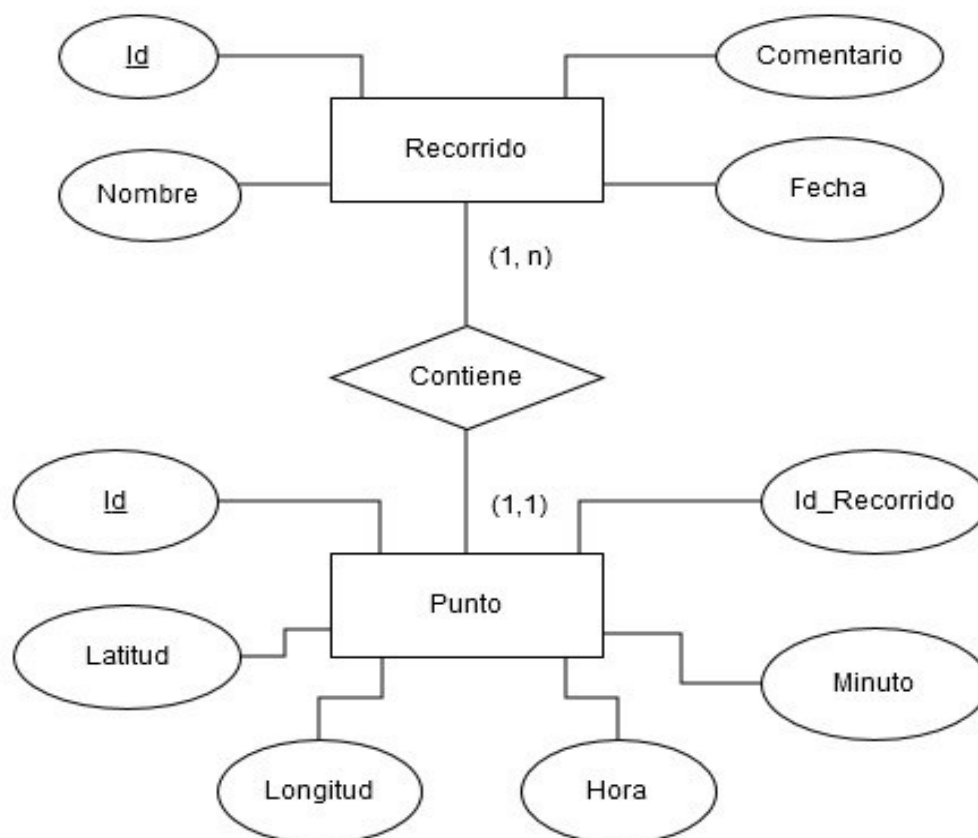 Id
Comentario
Recorrido
Nombre
Fecha
(1, n)
Contiene
Id
(1,1)
Id_Recorrido
Punto
Latitud
Minuto
Longitud
Hora